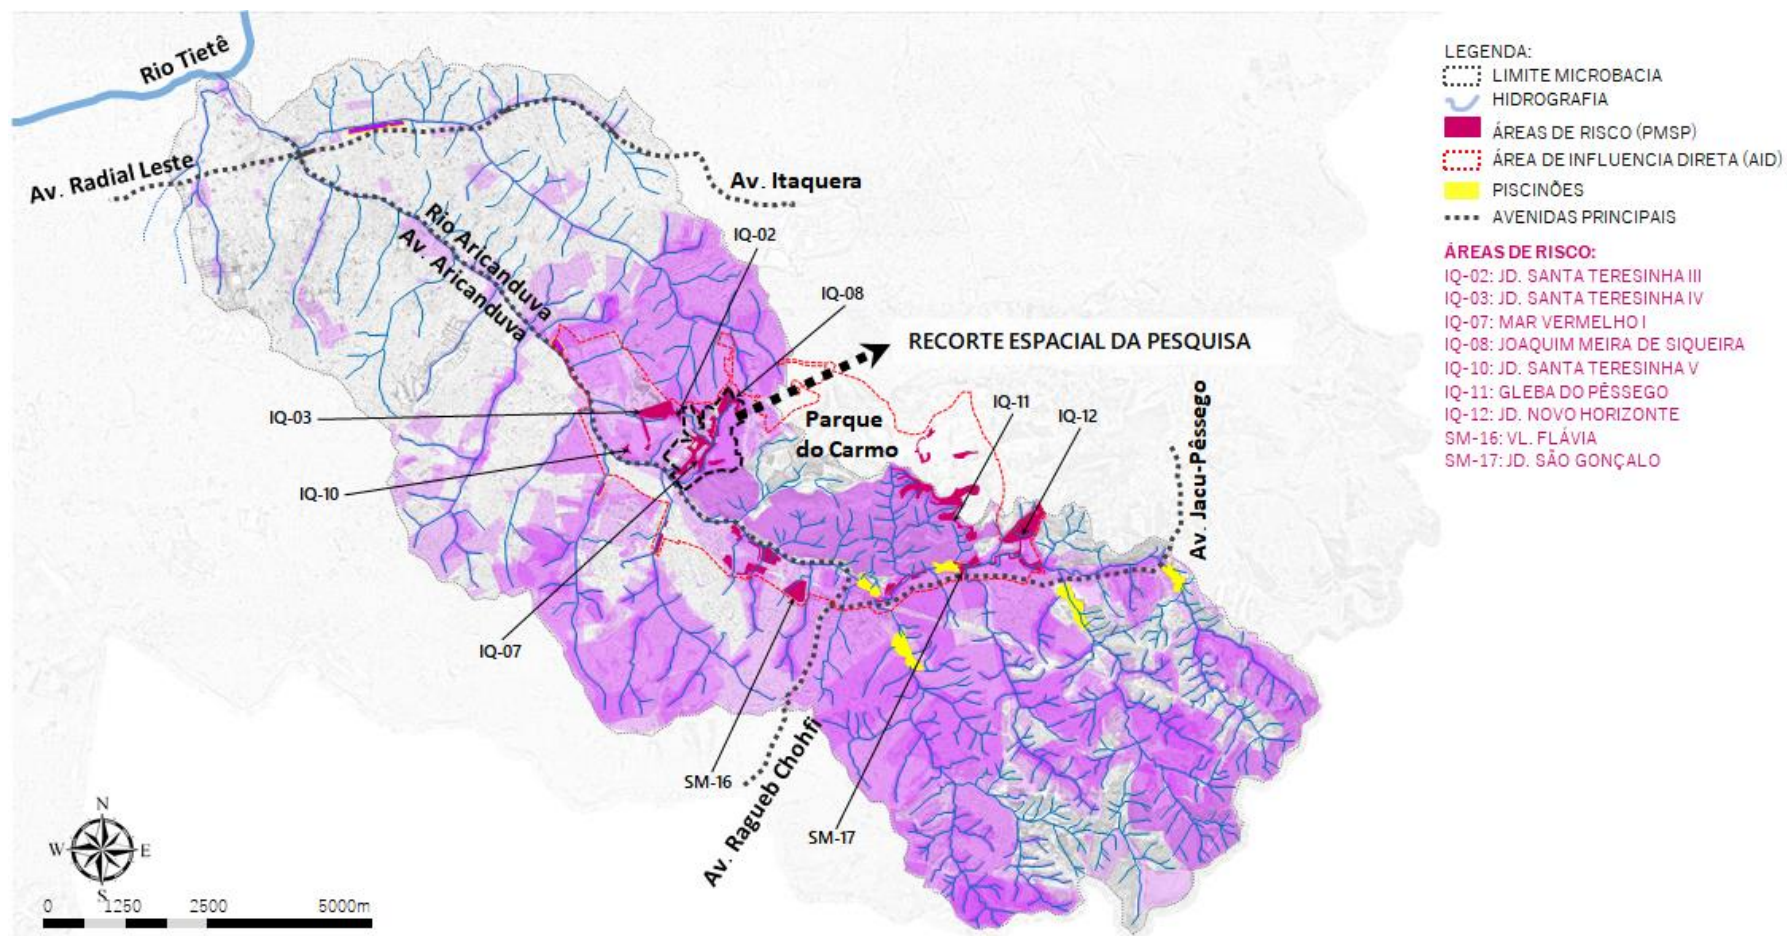 Rio Tietê
Av. Radial Leste
Rio Aricanduva
Av. Aricanduva
Av. Itaquera
IQ-02
IQ-08
RECORTE ESPACIAL DA PESQUISA
IQ-03
Parque
do Carmo
IQ-11
IQ-12
Av. Jacu-Pêssego
IQ-10
IQ-07
SM-16
Av. Ragueb Chohfi
SM-17
N
W
E
S
0 1250 2500 5000m
LEGENDA:
LIMITE MICROBACIA
HIDROGRAFIA
ÁREAS DE RISCO (PMSP)
ÁREA DE INFLUENCIA DIRETA (AID)
PISCINÕES
AVENIDAS PRINCIPAIS
ÁREAS DE RISCO:
IQ-02: JD. SANTA TERESINHA III
IQ-03: JD. SANTA TERESINHA IV
IQ-07: MAR VERMELHO I
IQ-08: JOAQUIM MEIRA DE SIQUEIRA
IQ-10: JD. SANTA TERESINHA V
IQ-11: GLEBA DO PÊSSEGO
IQ-12: JD. NOVO HORIZONTE
SM-16: VL. FLÁVIA
SM-17: JD. SÃO GONÇALO